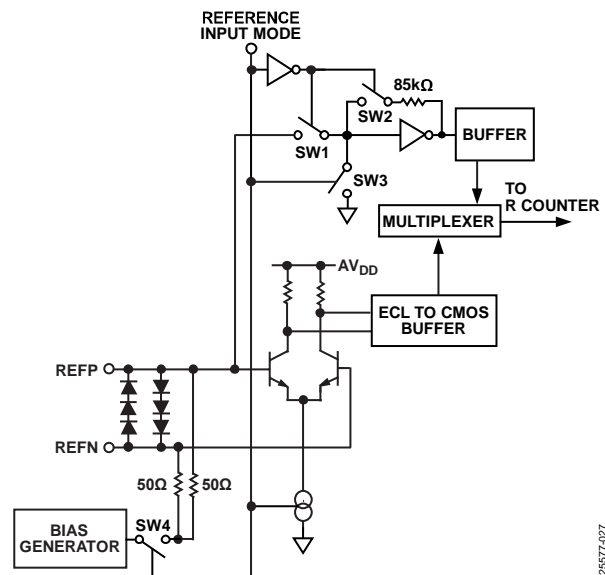 REFERENCE
INPUT MODE
85kΩ
SW2
SW1
BUFFER
SW3
TO
R COUNTER
MULTIPLEXER
AVDD
ECL TO CMOS
BUFFER
REFP
REFN
50Ω
50Ω
BIAS
GENERATOR
SW4
25577-027